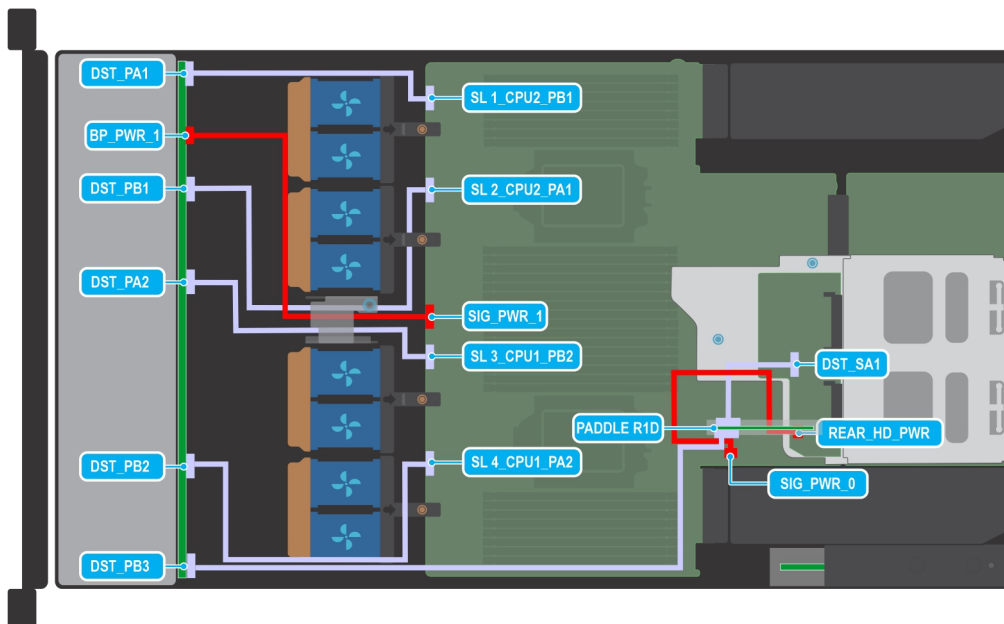 DST_PA1
SL 1_CPU2_PB1
BP_PWR_1
DST_PB1
SL 2_CPU2_PA1
DST_PA2
SIG_PWR_1
SL 3_CPU1_PB2
DST_SA1
PADDLE R1D
REAR_HD_PWR
DST_PB2
SL 4_CPU1_PA2
SIG_PWR_0
DST_PB3